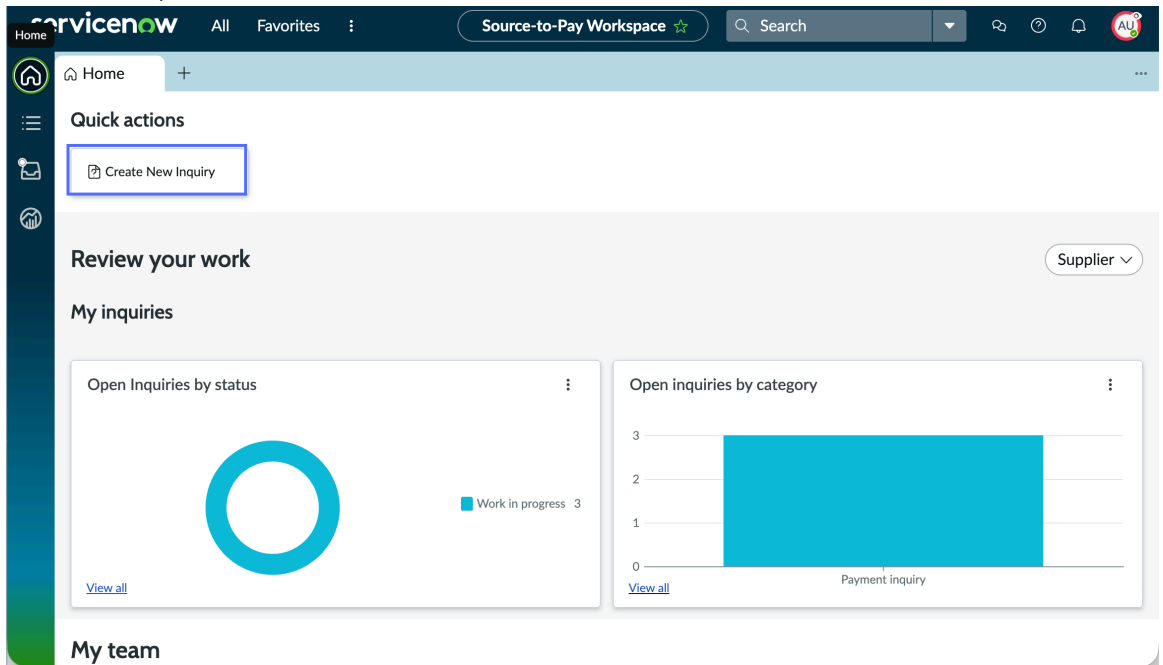 servicenow All Favorites Source-to-Pay Workspace Search AU
Home
Home
Quick actions
Create New Inquiry
Review your work
Supplier
My inquiries
Open Inquiries by status
Work in progress 3
View all
Open inquiries by category
3
2
1
0
Payment inquiry
View all
My team